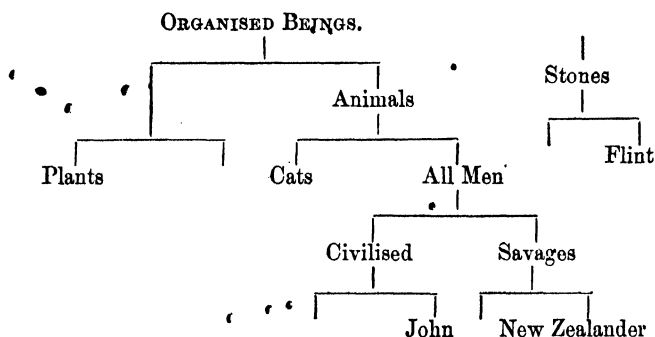 ORGANISED BEINGS.
Stones
Animals
Flint
Plants Cats All Men
Civilised Savages
John New Zealander